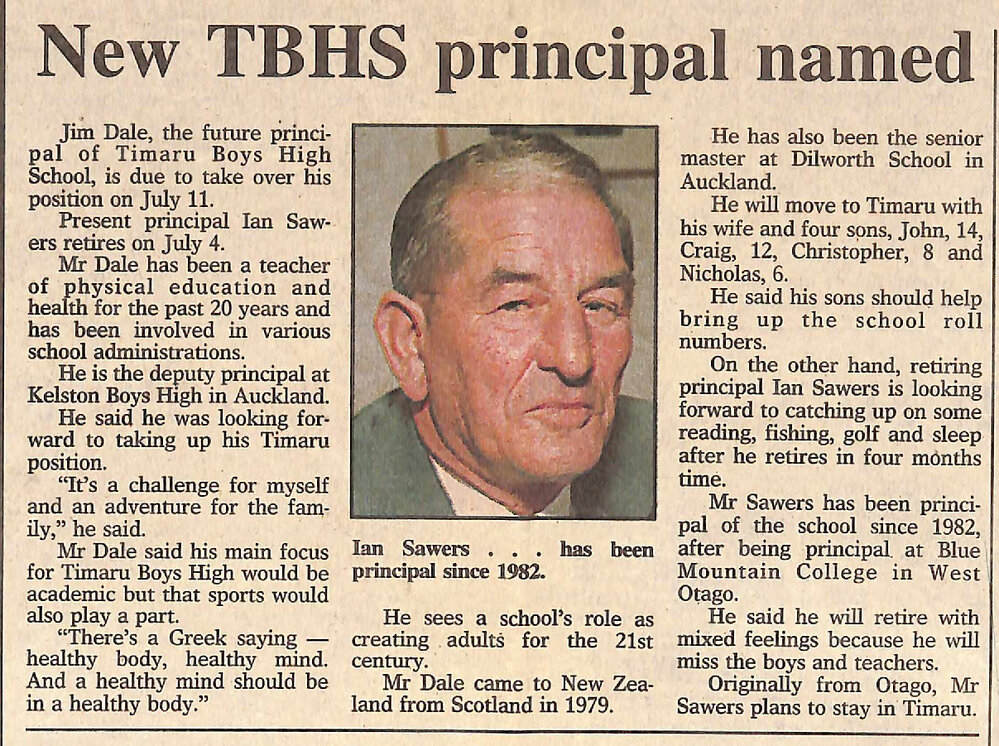 New TBHS principal named
Jim Dale, the future princi-
pal of Timaru Boys High
School, is due to take over his
position on July 11.
Present principal Ian Saw-
ers retires on July 4.
Mr Dale has been a teacher
of physical education and
health for the past 20 years and
has been involved in various
school administrations.
He is the deputy principal at
Kelston Boys High in Auckland.
He said he was looking for-
ward to taking up his Timaru
position.
“It’s a challenge for myself
and an adventure for the fam-
ily,” he said.
Mr Dale said his main focus
for Timaru Boys High would be
academic but that sports would
also play a part.
“There’s a Greek saying —
healthy body, healthy mind.
And a healthy mind should be
in a healthy body.”
Ian Sawers . . . has been
principal since 1982.
He sees a school’s role as
creating adults for the 21st
century.
Mr Dale came to New Zea-
land from Scotland in 1979.
He has also been the senior
master at Dilworth School in
Auckland.
He will move to Timaru with
his wife and four sons, John, 14,
Craig, 12, Christopher, 8 and
Nicholas, 6.
He said his sons should help
bring up the school roll
numbers.
On the other hand, retiring
principal Ian Sawers is looking
forward to catching up on some
reading, fishing, golf and sleep
after he retires in four months
time.
Mr Sawers has been princi-
pal of the school since 1982,
after being principal at Blue
Mountain College in West
Otago.
He said he will retire with
mixed feelings because he will
miss the boys and teachers.
Originally from Otago, Mr
Sawers plans to stay in Timaru.